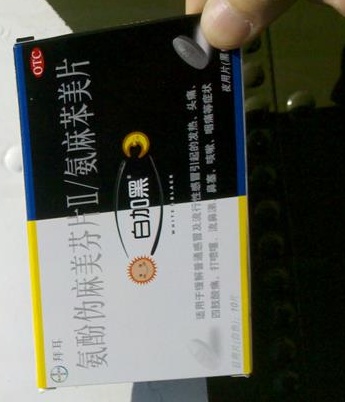 OTC
拜耳
氨酚伪麻美芬片II/氨麻苯美片
白加黑®
WHITE & BLACK
适用于缓解普通感冒及流行性感冒引起的发热、头痛、
四肢酸痛、打喷嚏、流鼻涕、鼻塞、咳嗽、咽痛等症状